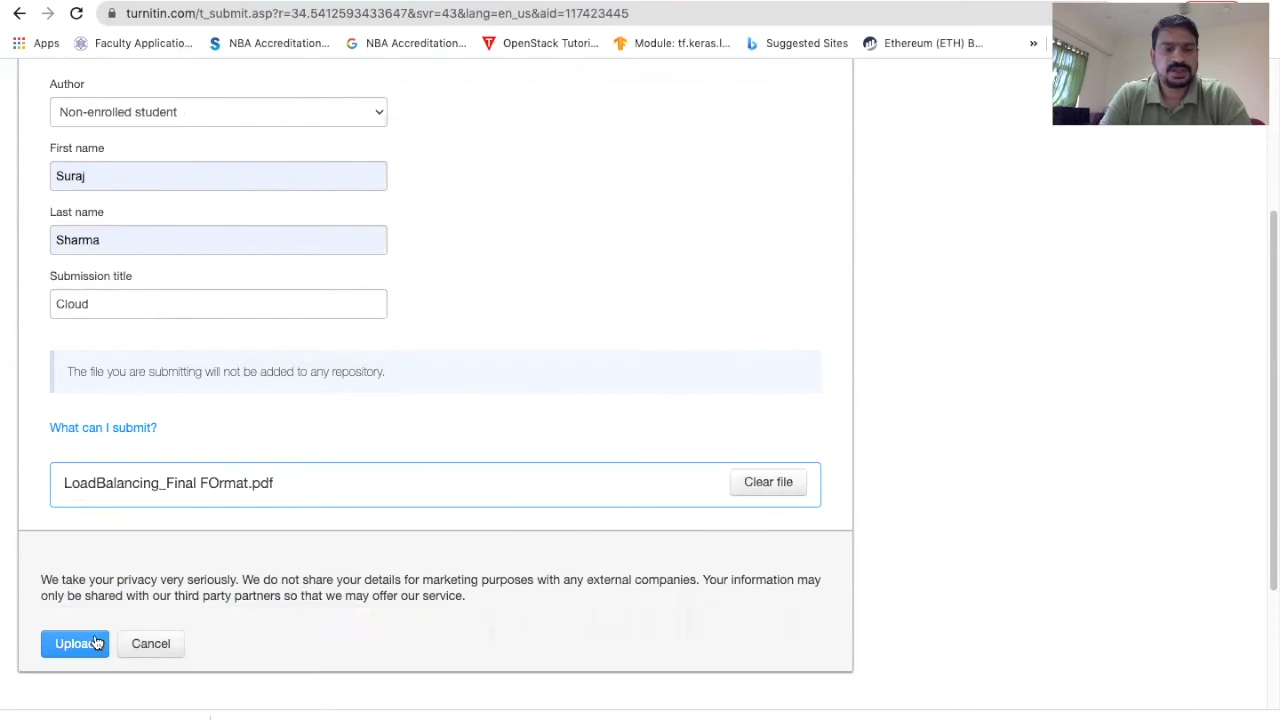 turnitin.com/t_submit.asp?r=34.5412593433647&svr=43&lang=en_us&aid=117423445
Apps Faculty Applicatio... NBA Accreditation... NBA Accreditation... OpenStack Tutori... Module: tf.keras.l... Suggested Sites Ethereum (ETH) B... »
Author
Non-enrolled student
First name
Suraj
Last name
Sharma
Submission title
Cloud
The file you are submitting will not be added to any repository.
What can I submit?
LoadBalancing_Final FOrmat.pdf Clear file
We take your privacy very seriously. We do not share your details for marketing purposes with any external companies. Your information may
only be shared with our third party partners so that we may offer our service.
Upload Cancel